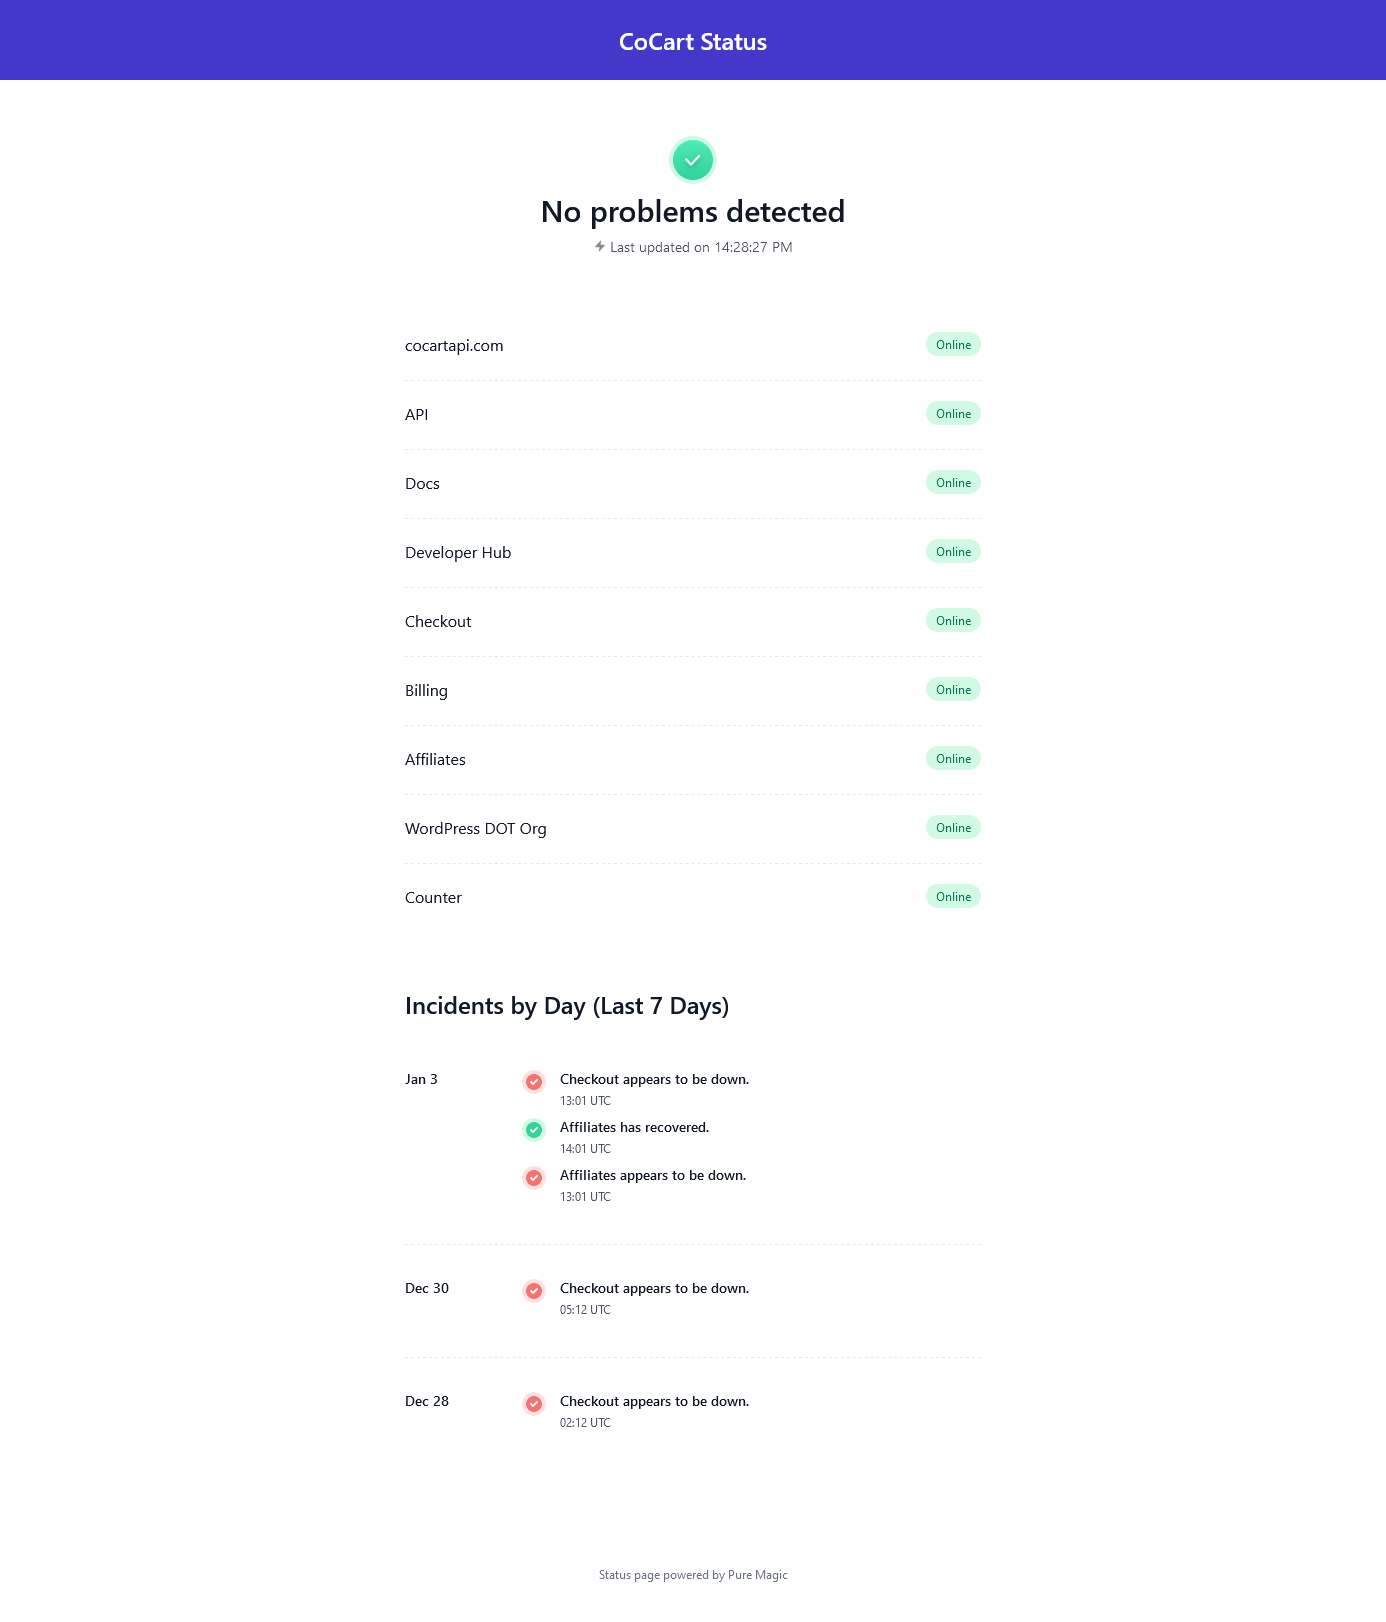 CoCart Status
No problems detected
Last updated on 14:28:27 PM
cocartapi.com Online
API Online
Docs Online
Developer Hub Online
Checkout Online
Billing Online
Affiliates Online
WordPress DOT Org Online
Counter Online
Incidents by Day (Last 7 Days)
Jan 3 Checkout appears to be down.
13:01 UTC
Affiliates has recovered.
14:01 UTC
Affiliates appears to be down.
13:01 UTC
Dec 30 Checkout appears to be down.
05:12 UTC
Dec 28 Checkout appears to be down.
02:12 UTC
Status page powered by Pure Magic